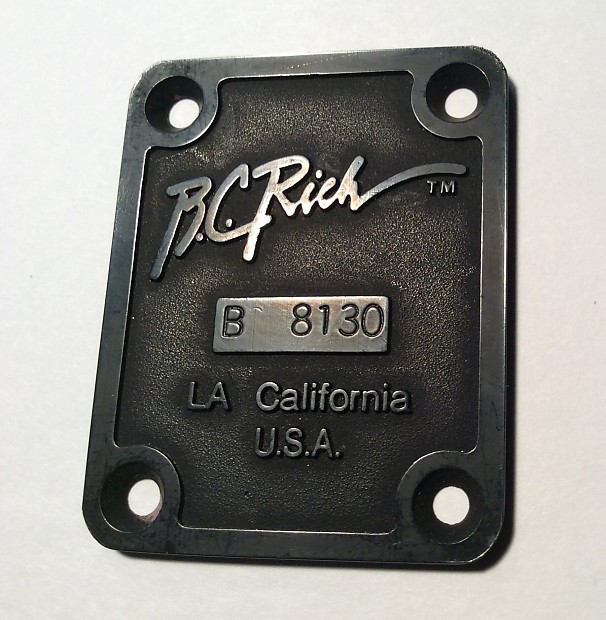 B.C. Rich ™
B 8130
LA California
U.S.A.